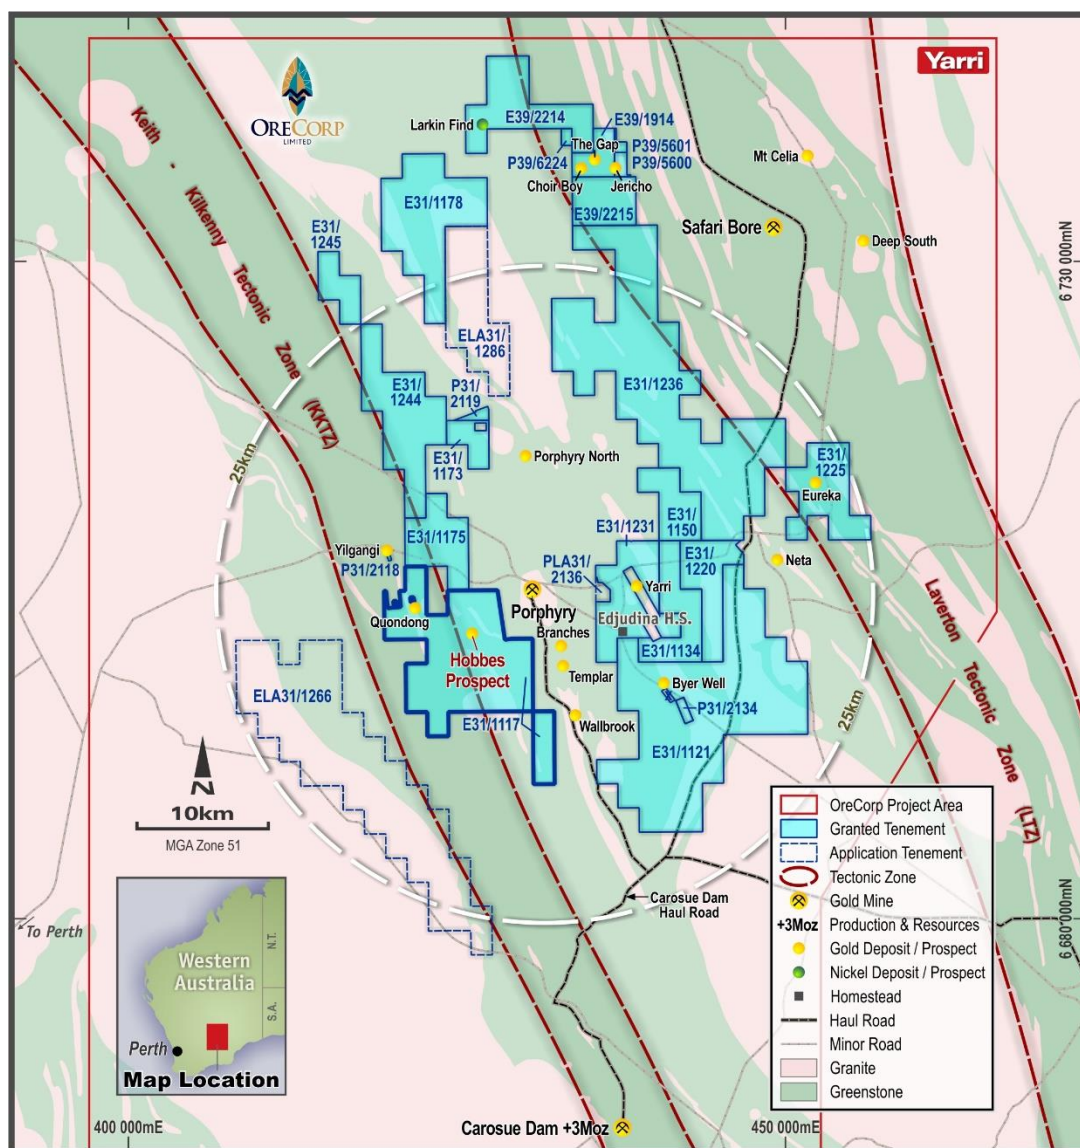 Yarri
ORECORP
LIMITED
Keith - Kilkenny Tectonic Zone (KKTZ)
Larkin Find
E39/2214
E39/1914
The Gap
P39/5601
P39/6224
P39/5600
Choir Boy
Jericho
Mt Celia
E31/1178
E39/2215
Safari Bore
Deep South
E31/
1245
6 730 000mN
ELA31/
1286
E31/
1244
P31/
2119
E31/1236
E31/
1173
25km
Porphyry North
E31/
1225
Eureka
E31/1175
E31/1231
E31/
1150
Yilgangi
P31/2118
PLA31/
2136
E31/
1220
Neta
Yarri
Quondong
Porphyry
Edjudina H.S.
Laverton Tectonic Zone (LTZ)
Branches
E31/1134
Hobbes
Prospect
Templar
Byer Well
ELA31/1266
P31/2134
25km
E31/1117
Wallbrook
E31/1121
N
10km
MGA Zone 51
OreCorp Project Area
Granted Tenement
Application Tenement
Tectonic Zone
Gold Mine
+3Moz Production & Resources
Gold Deposit / Prospect
Nickel Deposit / Prospect
Homestead
Haul Road
Minor Road
Granite
Greenstone
Carosue Dam
Haul Road
6 680 000mN
To Perth
Western
Australia
N.T.
S.A.
Perth
Map Location
400 000mE
Carosue Dam +3Moz
450 000mE